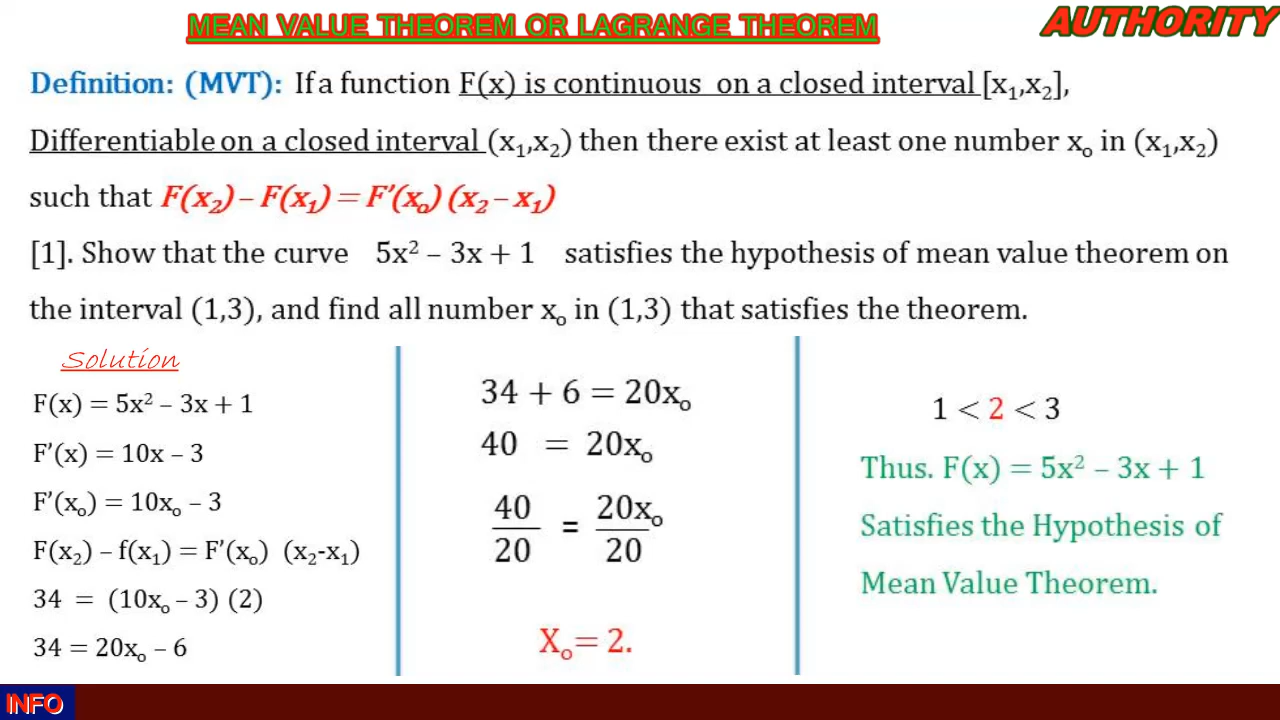 MEAN VALUE THEOREM OR LAGRANGE THEOREM
AUTHORITY
Definition: (MVT): If a function F(x) is continuous on a closed interval [x₁,x₂],
Differentiable on a closed interval (x₁,x₂) then there exist at least one number xₒ in (x₁,x₂)
such that F(x₂) – F(x₁) = F'(xₒ) (x₂ – x₁)
[1]. Show that the curve 5x² – 3x + 1 satisfies the hypothesis of mean value theorem on
the interval (1,3), and find all number xₒ in (1,3) that satisfies the theorem.
Solution
F(x) = 5x² – 3x + 1
F'(x) = 10x – 3
F'(xₒ) = 10xₒ – 3
F(x₂) – f(x₁) = F'(xₒ) (x₂-x₁)
34 = (10xₒ – 3) (2)
34 = 20xₒ – 6
34 + 6 = 20xₒ
40 = 20xₒ
40/20 = 20xₒ/20
Xₒ = 2.
1 < 2 < 3
Thus. F(x) = 5x² – 3x + 1
Satisfies the Hypothesis of
Mean Value Theorem.
INFO